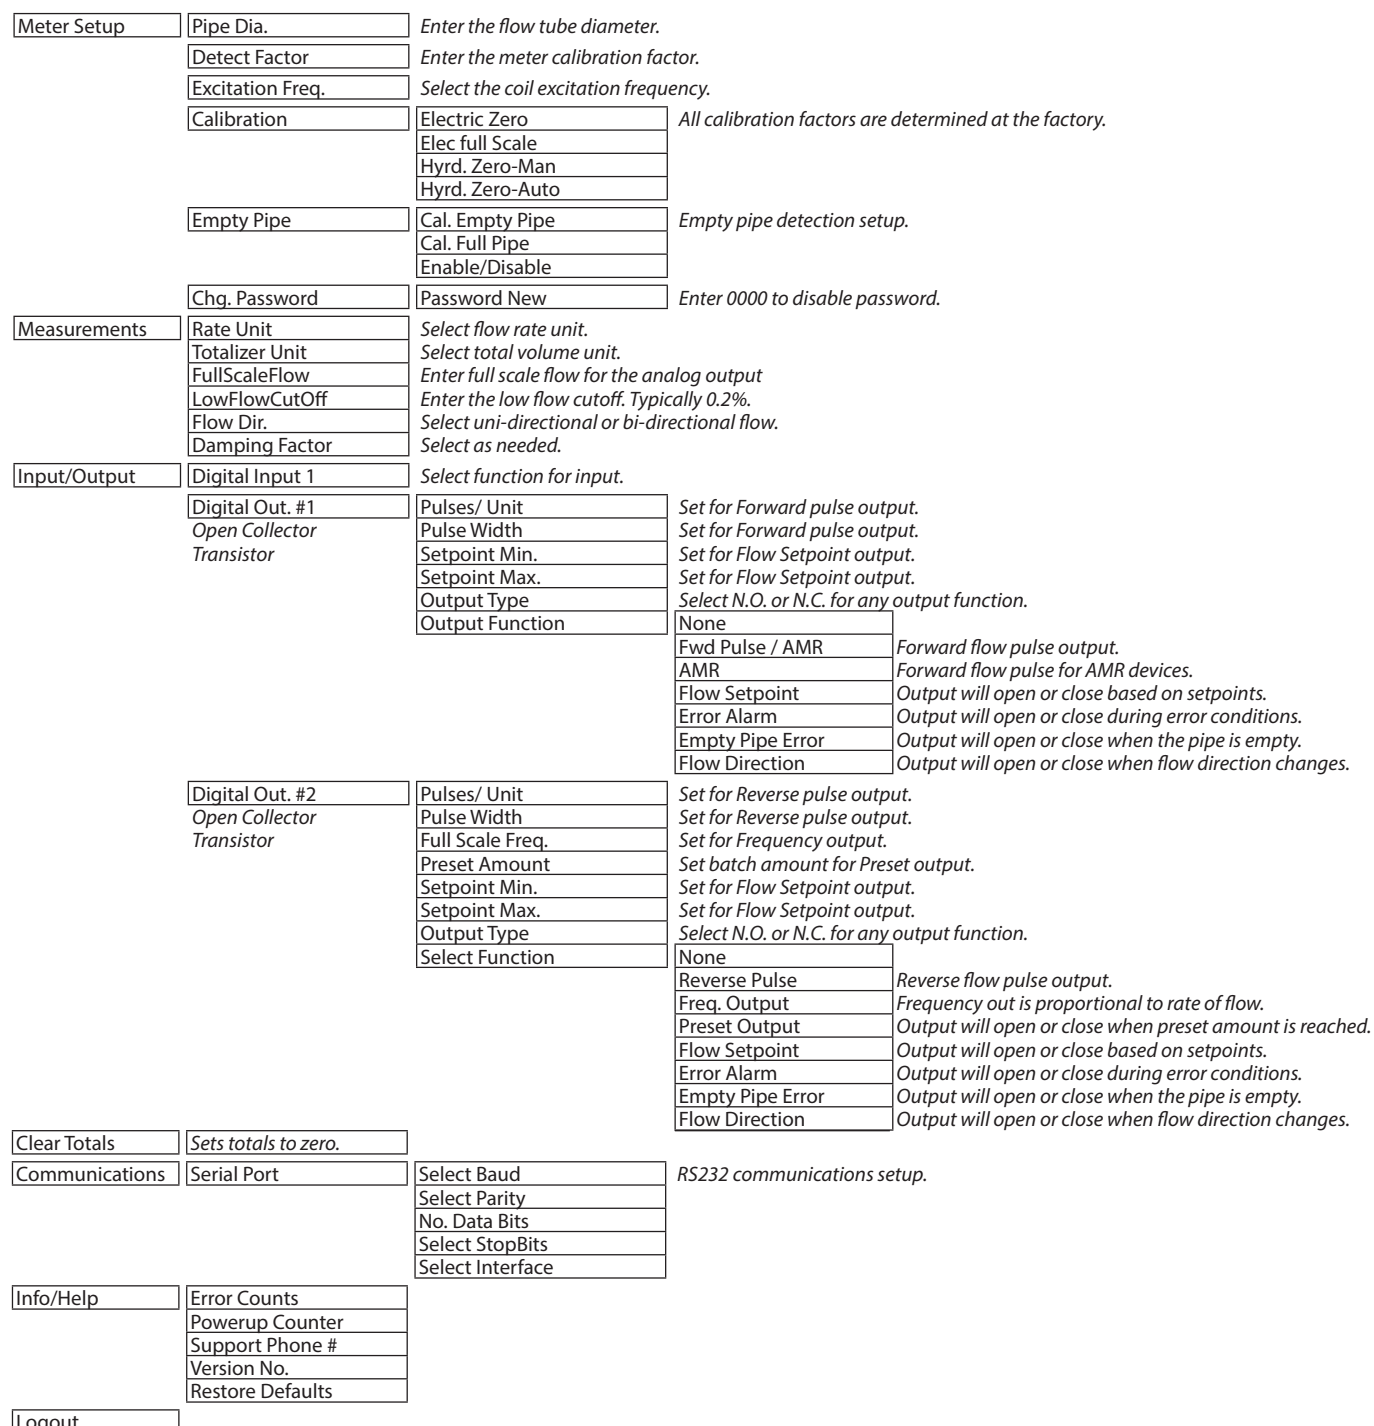 Meter Setup Pipe Dia. Enter the flow tube diameter.
Detect Factor Enter the meter calibration factor.
Excitation Freq. Select the coil excitation frequency.
Calibration Electric Zero All calibration factors are determined at the factory.
Elec full Scale
Hyrd. Zero-Man
Hyrd. Zero-Auto
Empty Pipe Cal. Empty Pipe Empty pipe detection setup.
Cal. Full Pipe
Enable/Disable
Chg. Password Password New Enter 0000 to disable password.
Measurements Rate Unit Select flow rate unit.
Totalizer Unit Select total volume unit.
FullScaleFlow Enter full scale flow for the analog output
LowFlowCutOff Enter the low flow cutoff. Typically 0.2%.
Flow Dir. Select uni-directional or bi-directional flow.
Damping Factor Select as needed.
Input/Output Digital Input 1 Select function for input.
Digital Out. #1 Pulses/ Unit Set for Forward pulse output.
Open Collector Pulse Width Set for Forward pulse output.
Transistor Setpoint Min. Set for Flow Setpoint output.
Setpoint Max. Set for Flow Setpoint output.
Output Type Select N.O. or N.C. for any output function.
Output Function None
Fwd Pulse / AMR Forward flow pulse output.
AMR Forward flow pulse for AMR devices.
Flow Setpoint Output will open or close based on setpoints.
Error Alarm Output will open or close during error conditions.
Empty Pipe Error Output will open or close when the pipe is empty.
Flow Direction Output will open or close when flow direction changes.
Digital Out. #2 Pulses/ Unit Set for Reverse pulse output.
Open Collector Pulse Width Set for Reverse pulse output.
Transistor Full Scale Freq. Set for Frequency output.
Preset Amount Set batch amount for Preset output.
Setpoint Min. Set for Flow Setpoint output.
Setpoint Max. Set for Flow Setpoint output.
Output Type Select N.O. or N.C. for any output function.
Select Function None
Reverse Pulse Reverse flow pulse output.
Freq. Output Frequency out is proportional to rate of flow.
Preset Output Output will open or close when preset amount is reached.
Flow Setpoint Output will open or close based on setpoints.
Error Alarm Output will open or close during error conditions.
Empty Pipe Error Output will open or close when the pipe is empty.
Flow Direction Output will open or close when flow direction changes.
Clear Totals Sets totals to zero.
Communications Serial Port Select Baud RS232 communications setup.
Select Parity
No. Data Bits
Select StopBits
Select Interface
Info/Help Error Counts
Powerup Counter
Support Phone #
Version No.
Restore Defaults
Logout